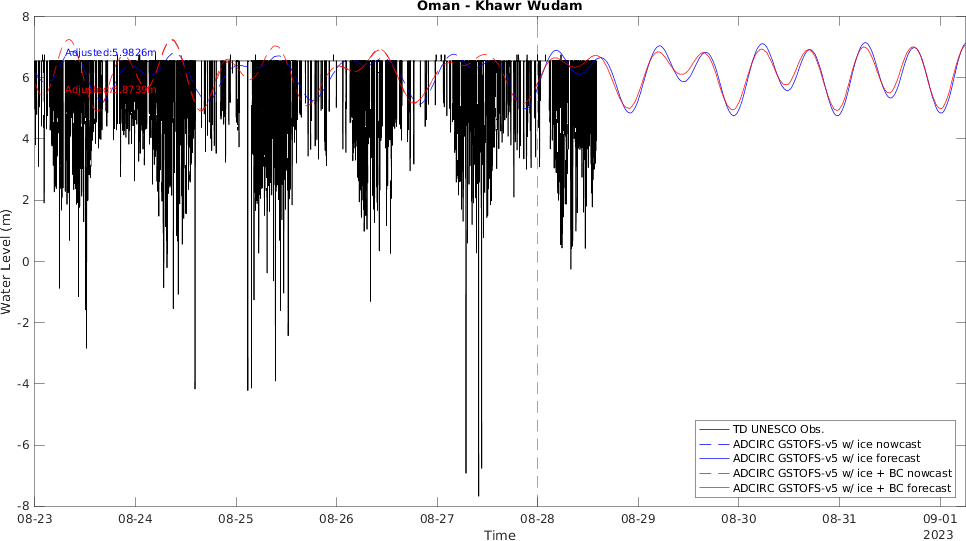 Oman - Khawr Wudam
8
6
4
2
0
-2
-4
-6
-8
Water Level (m)
Adjusted:5.9826m
TD UNESCO Obs.
ADCIRC GSTOFS-v5 w/ ice nowcast
ADCIRC GSTOFS-v5 w/ ice forecast
ADCIRC GSTOFS-v5 w/ ice + BC nowcast
ADCIRC GSTOFS-v5 w/ ice + BC forecast
08-23
08-24
08-25
08-26
08-27
08-28
08-29
08-30
08-31
09-01
2023
Time